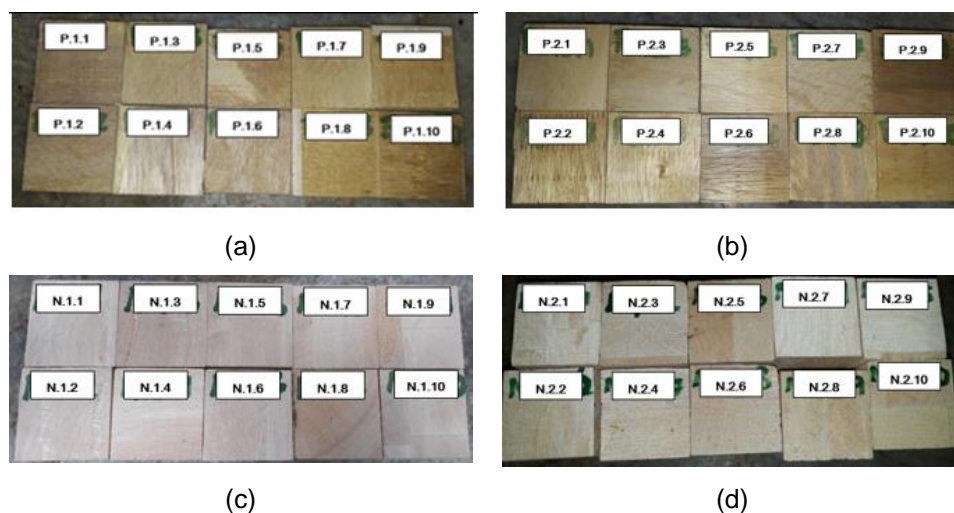 P.1.1 P.1.3 P.1.5 P.1.7 P.1.9
P.1.2 P.1.4 P.1.6 P.1.8 P.1.10
(a)
P.2.1 P.2.3 P.2.5 P.2.7 P.2.9
P.2.2 P.2.4 P.2.6 P.2.8 P.2.10
(b)
N.1.1 N.1.3 N.1.5 N.1.7 N.1.9
N.1.2 N.1.4 N.1.6 N.1.8 N.1.10
(c)
N.2.1 N.2.3 N.2.5 N.2.7 N.2.9
N.2.2 N.2.4 N.2.6 N.2.8 N.2.10
(d)